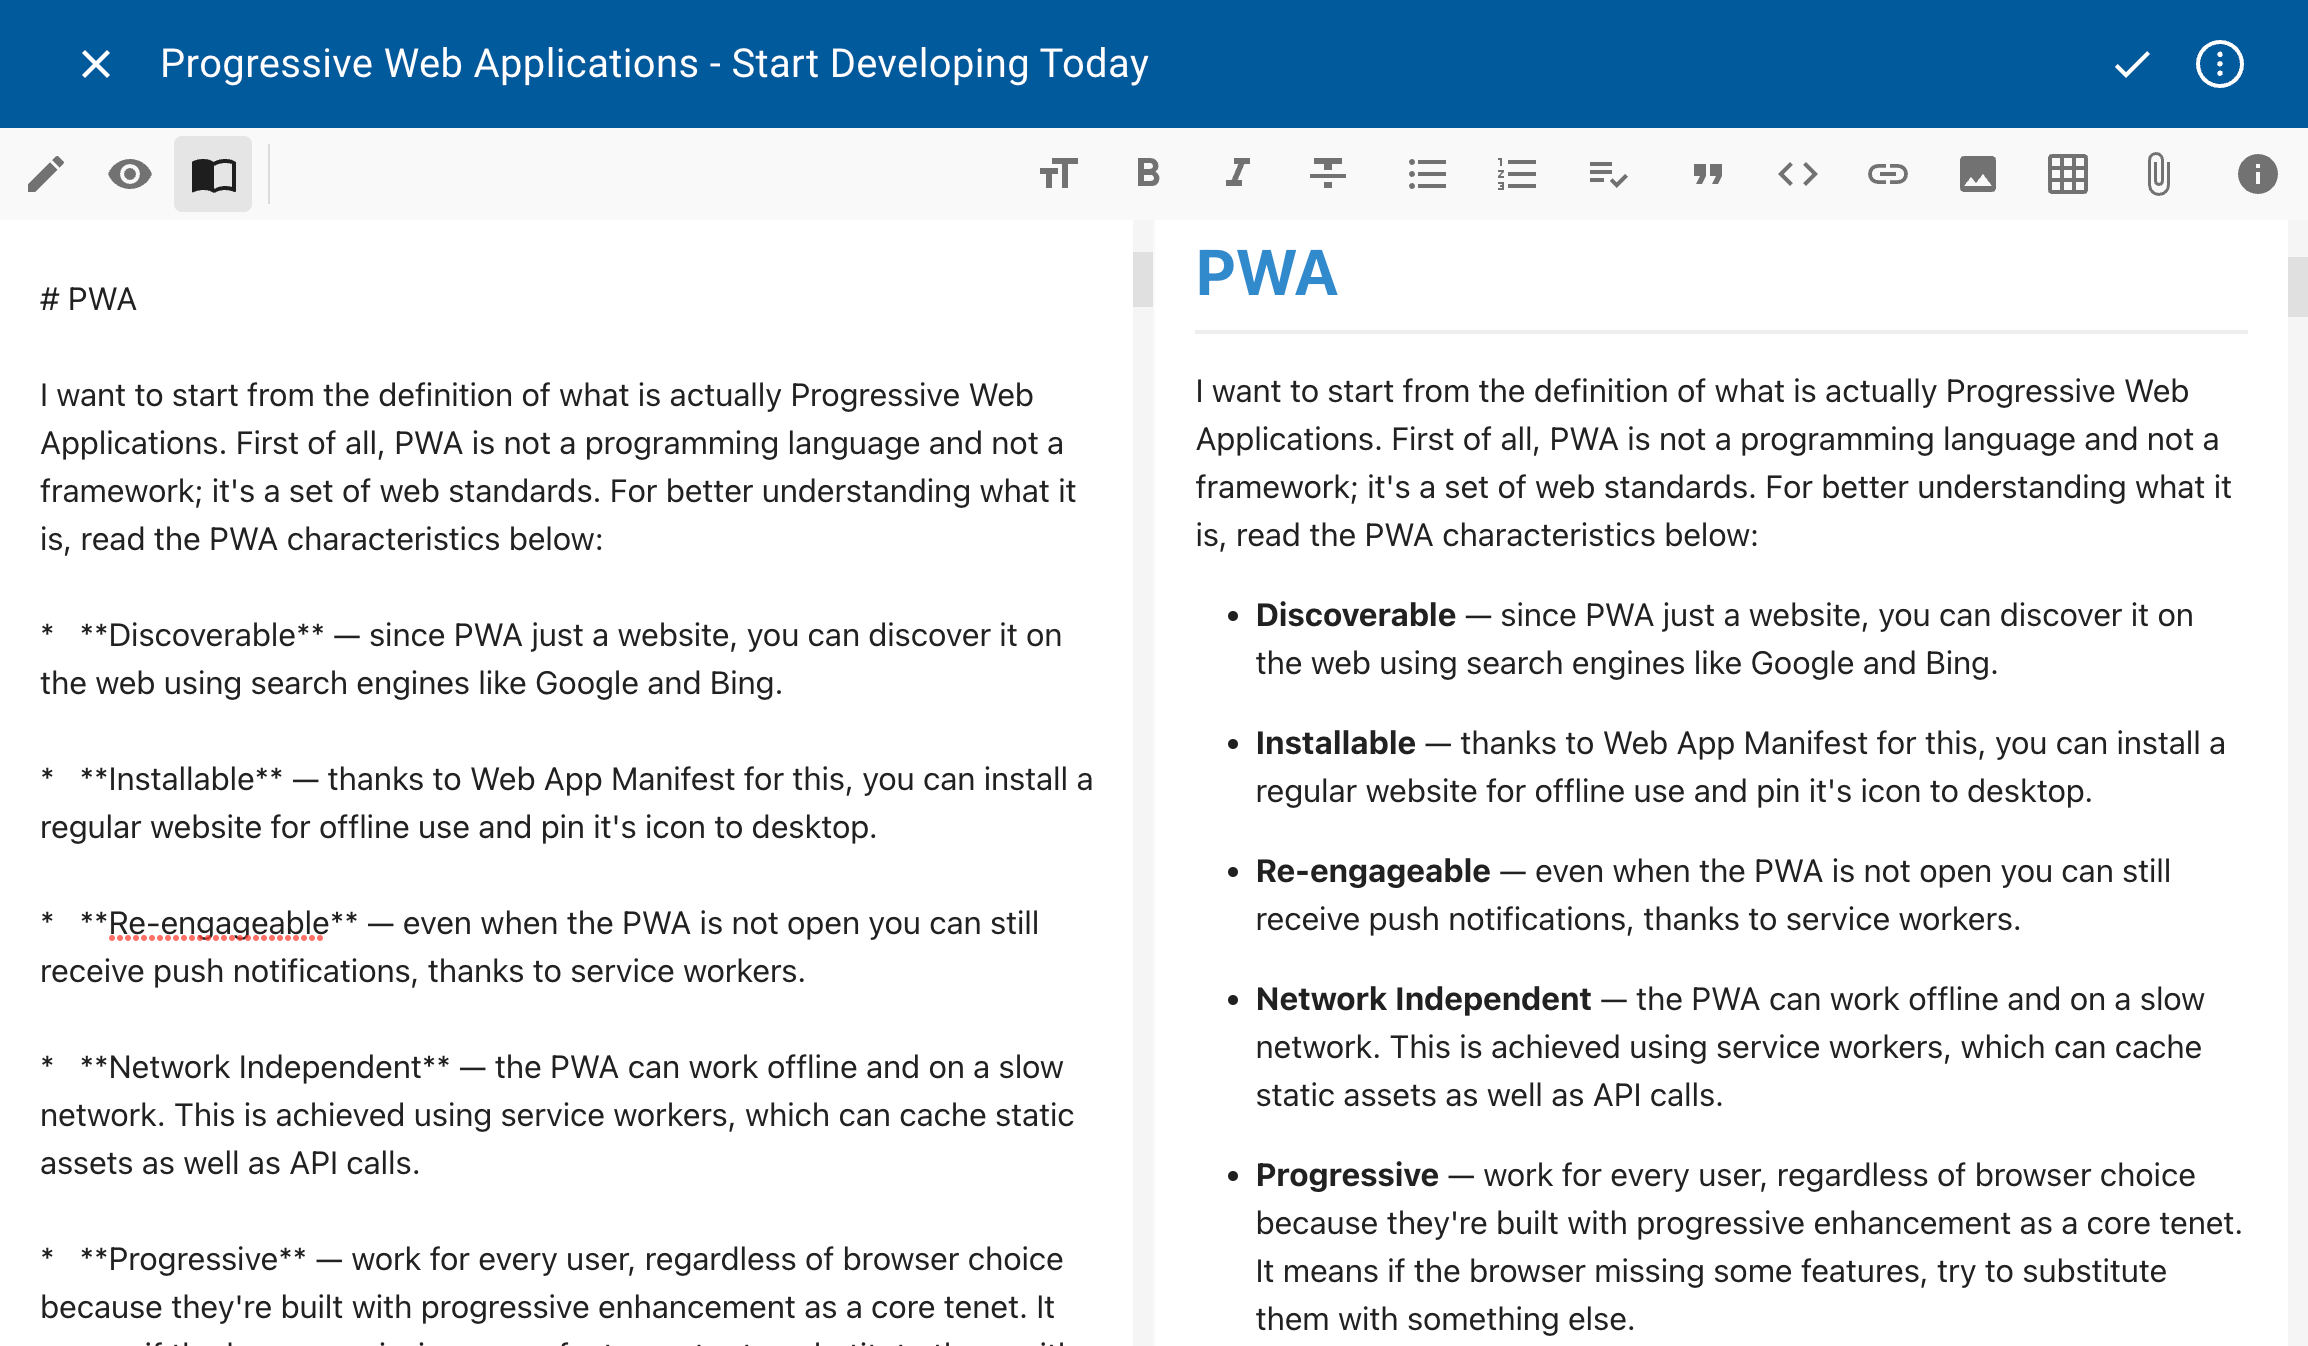 Progressive Web Applications - Start Developing Today
# PWA
I want to start from the definition of what is actually Progressive Web
Applications. First of all, PWA is not a programming language and not a
framework; it's a set of web standards. For better understanding what it
is, read the PWA characteristics below:
* **Discoverable** — since PWA just a website, you can discover it on
the web using search engines like Google and Bing.
* **Installable** — thanks to Web App Manifest for this, you can install a
regular website for offline use and pin it's icon to desktop.
* **Re-engageable** — even when the PWA is not open you can still
receive push notifications, thanks to service workers.
* **Network Independent** — the PWA can work offline and on a slow
network. This is achieved using service workers, which can cache static
assets as well as API calls.
* **Progressive** — work for every user, regardless of browser choice
because they're built with progressive enhancement as a core tenet. It
PWA
I want to start from the definition of what is actually Progressive Web
Applications. First of all, PWA is not a programming language and not a
framework; it's a set of web standards. For better understanding what it
is, read the PWA characteristics below:
• Discoverable — since PWA just a website, you can discover it on
the web using search engines like Google and Bing.
• Installable — thanks to Web App Manifest for this, you can install a
regular website for offline use and pin it's icon to desktop.
• Re-engageable — even when the PWA is not open you can still
receive push notifications, thanks to service workers.
• Network Independent — the PWA can work offline and on a slow
network. This is achieved using service workers, which can cache
static assets as well as API calls.
• Progressive — work for every user, regardless of browser choice
because they're built with progressive enhancement as a core tenet.
It means if the browser missing some features, try to substitute
them with something else.